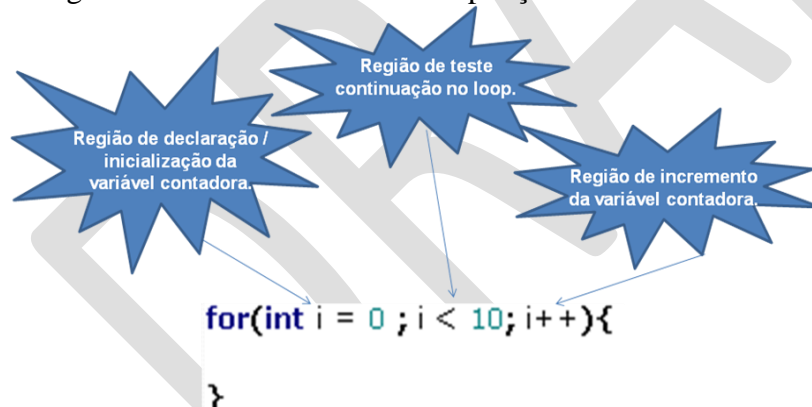 Região de teste
continuação no loop.
Região de declaração /
inicialização da
variável contadora.
Região de incremento
da variável contadora.
for(int i = 0 ; i < 10; i++){
}